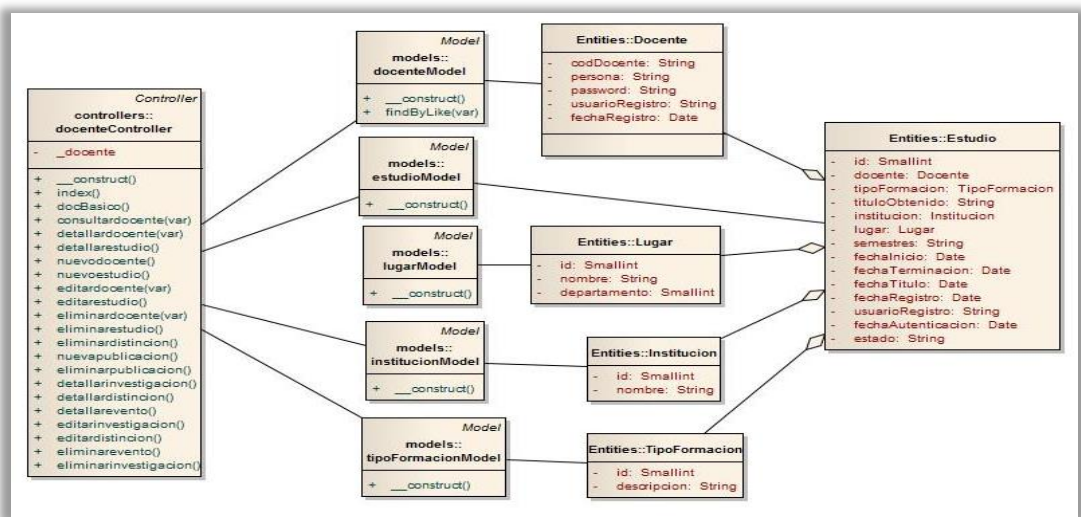 Controller
controllers::
docenteController
- _docente
+ __construct()
+ index()
+ docBasico()
+ consultardocente(var)
+ detallardocente(var)
+ detallarestudio()
+ nuevodocente()
+ nuevoestudio()
+ editardocente(var)
+ editarestudio()
+ eliminardocente(var)
+ eliminarestudio()
+ eliminardistincion()
+ nuevapublicacion()
+ eliminarpublicacion()
+ detallarinvestigacion()
+ detallardistincion()
+ detallarevento()
+ editarinvestigacion()
+ editardistincion()
+ eliminarevento()
+ eliminarinvestigacion()
Model
models::
docenteModel
+ __construct()
+ findByLike(var)
Model
models::
estudioModel
+ __construct()
Model
models::
lugarModel
+ __construct()
Model
models::
institucionModel
+ __construct()
Model
models::
tipoFormacionModel
+ __construct()
Entities::Docente
- codDocente: String
- persona: String
- password: String
- usuarioRegistro: String
- fechaRegistro: Date
Entities::Lugar
- id: Smallint
- nombre: String
- departamento: Smallint
Entities::Institucion
- id: Smallint
- nombre: String
Entities::TipoFormacion
- id: Smallint
- descripcion: String
Entities::Estudio
- id: Smallint
- docente: Docente
- tipoFormacion: TipoFormacion
- tituloObtenido: String
- institucion: Institucion
- lugar: Lugar
- semestres: String
- fechaInicio: Date
- fechaTerminacion: Date
- fechaTitulo: Date
- fechaRegistro: Date
- usuarioRegistro: String
- fechaAutenticacion: Date
- estado: String